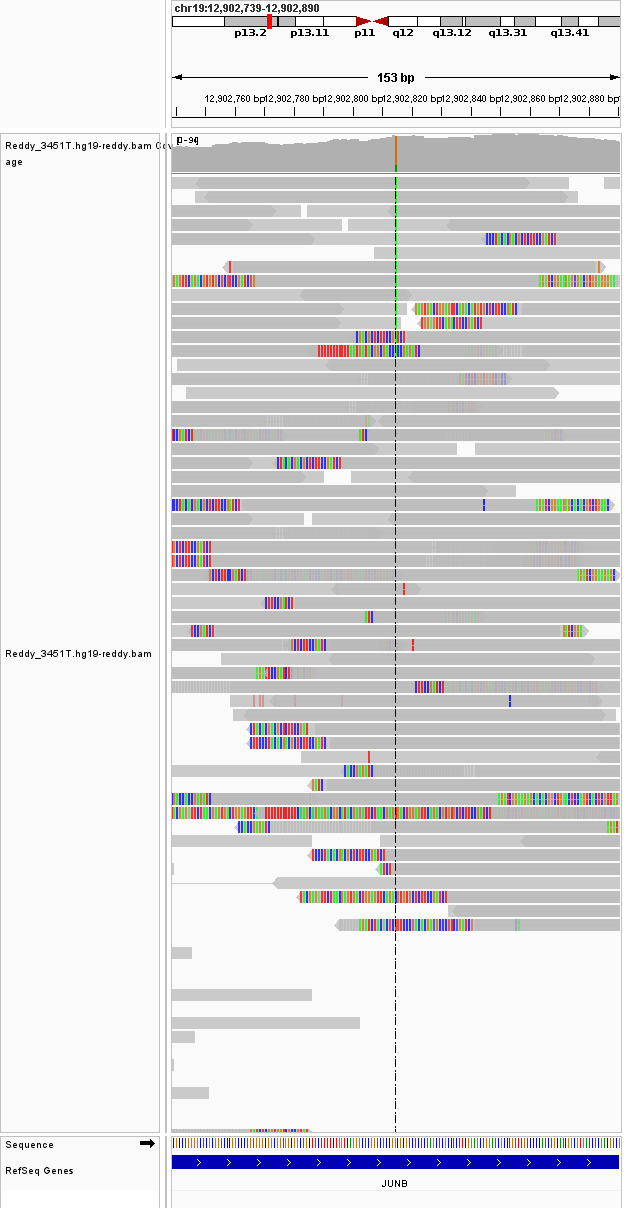 chr19:12,902,739-12,902,890
p13.2 p13.11 p11 q12 q13.12 q13.31 q13.41
153 bp
12,902,760 bp 12,902,780 bp 12,902,800 bp 12,902,820 bp 12,902,840 bp 12,902,860 bp 12,902,880 bp
Reddy_3451T.hg19-reddy.bam Cov
age
Reddy_3451T.hg19-reddy.bam
Sequence
RefSeq Genes
JUNB